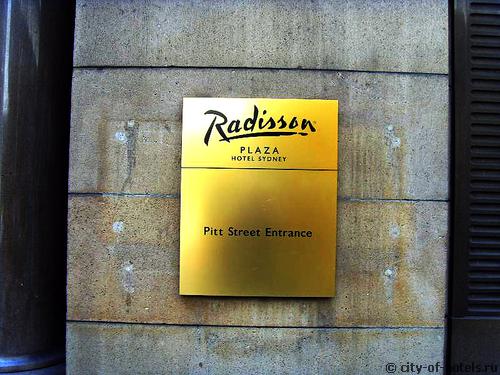 Radisson
PLAZA
HOTEL SYDNEY
Pitt Street Entrance
© city-of-hotels.ru